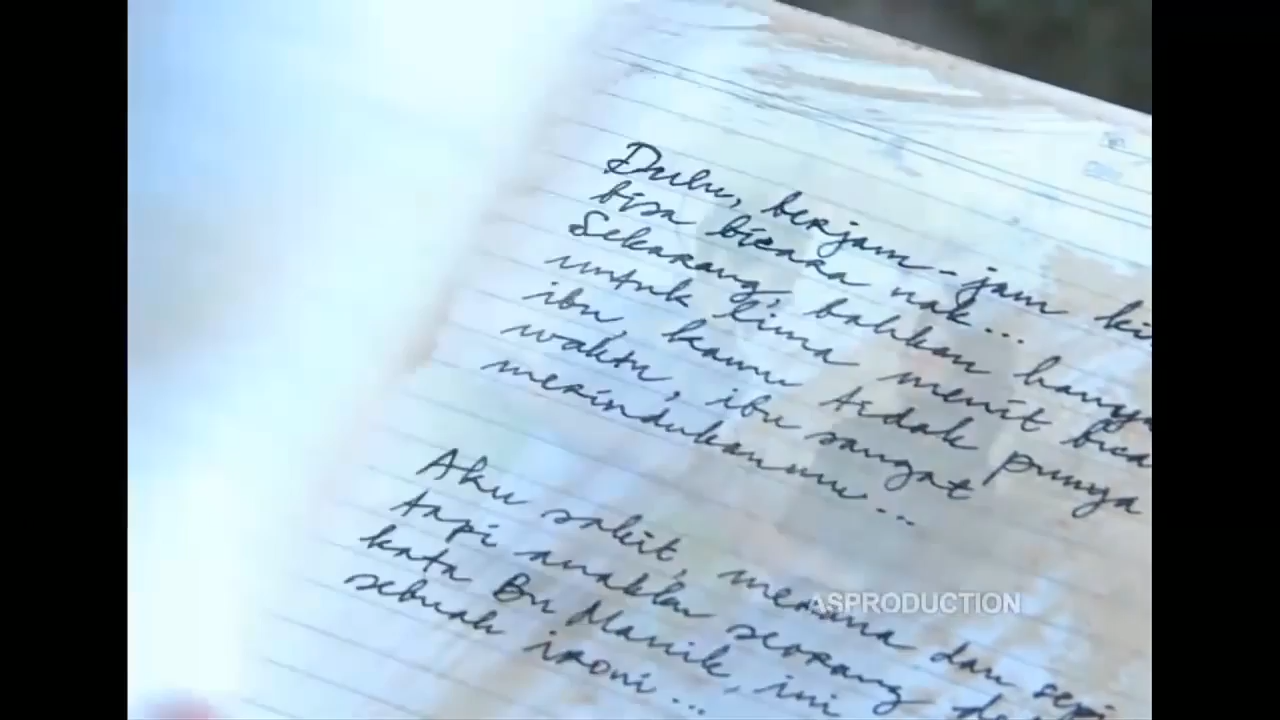 Dulu, berjam-jam ki
bisa bicara nak...
Sekarang, bahkan hanya
untuk lima menit bica
ibu, kamu tidak punya
waktu, ibu sangat
merindukanmu...
Aku sakit, merana dan sepi
tapi anakku seorang
kata Bu Manik, ini
sebuah ironi...
ASPRODUCTION